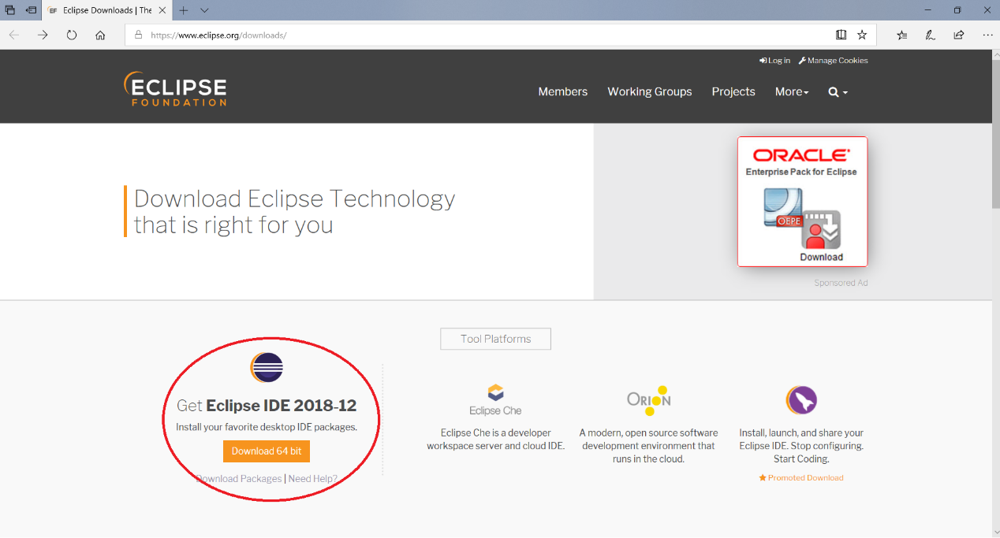 EF Eclipse Downloads | The
https://www.eclipse.org/downloads/
Log in Manage Cookies
ECLIPSE
FOUNDATION
Members Working Groups Projects More
ORACLE
Enterprise Pack for Eclipse
OEPE
Download
Sponsored Ad
Download Eclipse Technology
that is right for you
Tool Platforms
Get Eclipse IDE 2018-12
Install your favorite desktop IDE packages.
Download 64 bit
Download Packages | Need Help?
Eclipse Che
Eclipse Che is a developer
workspace server and cloud IDE.
ORION
A modern, open source software
development environment that
runs in the cloud.
Install, launch, and share your
Eclipse IDE. Stop configuring.
Start Coding.
Promoted Download